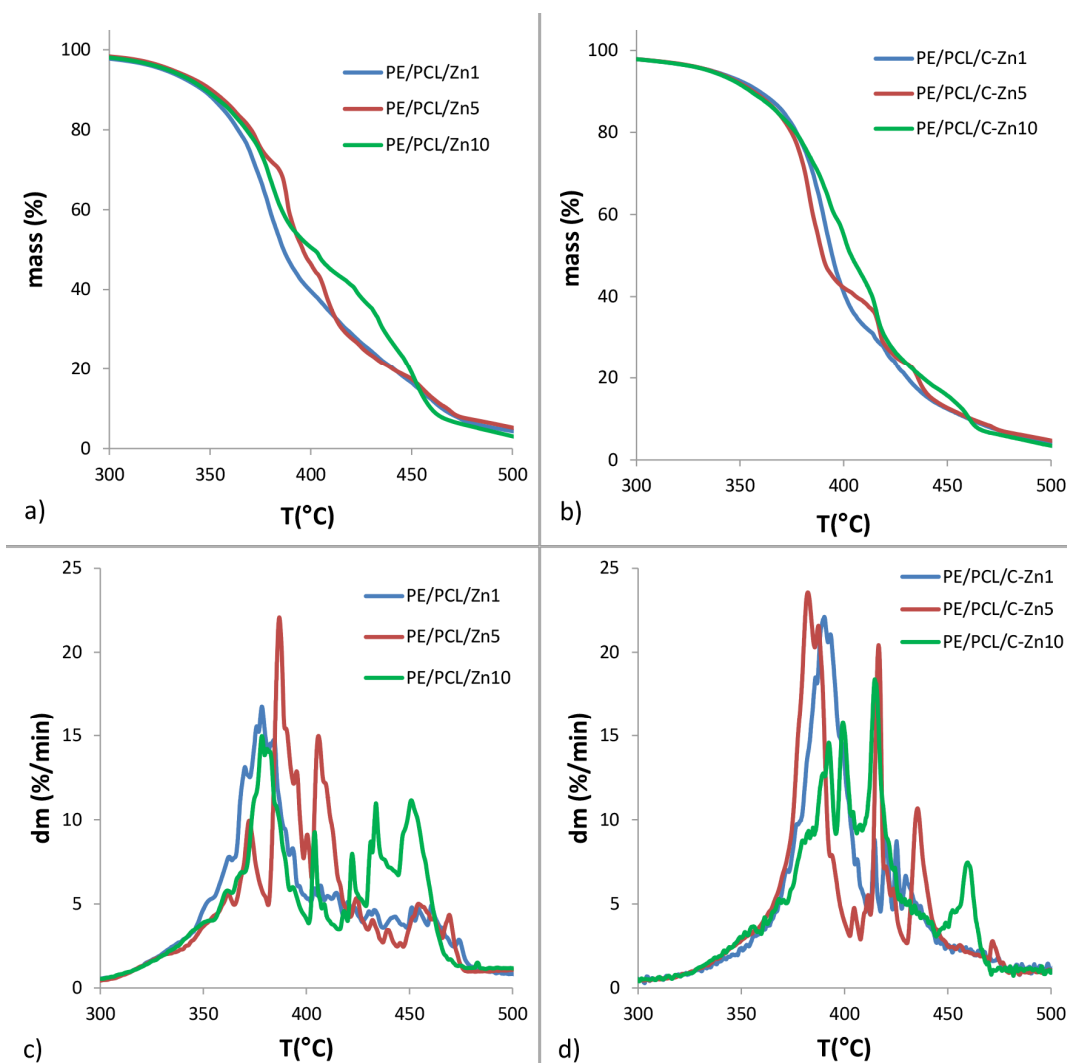 100
80
60
40
20
0
mass (%)
PE/PCL/Zn1
PE/PCL/Zn5
PE/PCL/Zn10
300
350
400
450
500
T(°C)
a)
100
80
60
40
20
0
mass (%)
PE/PCL/C-Zn1
PE/PCL/C-Zn5
PE/PCL/C-Zn10
300
350
400
450
500
T(°C)
b)
25
20
15
10
5
0
dm (%/min)
PE/PCL/Zn1
PE/PCL/Zn5
PE/PCL/Zn10
300
350
400
450
500
T(°C)
c)
25
20
15
10
5
0
dm (%/min)
PE/PCL/C-Zn1
PE/PCL/C-Zn5
PE/PCL/C-Zn10
300
350
400
450
500
T(°C)
d)